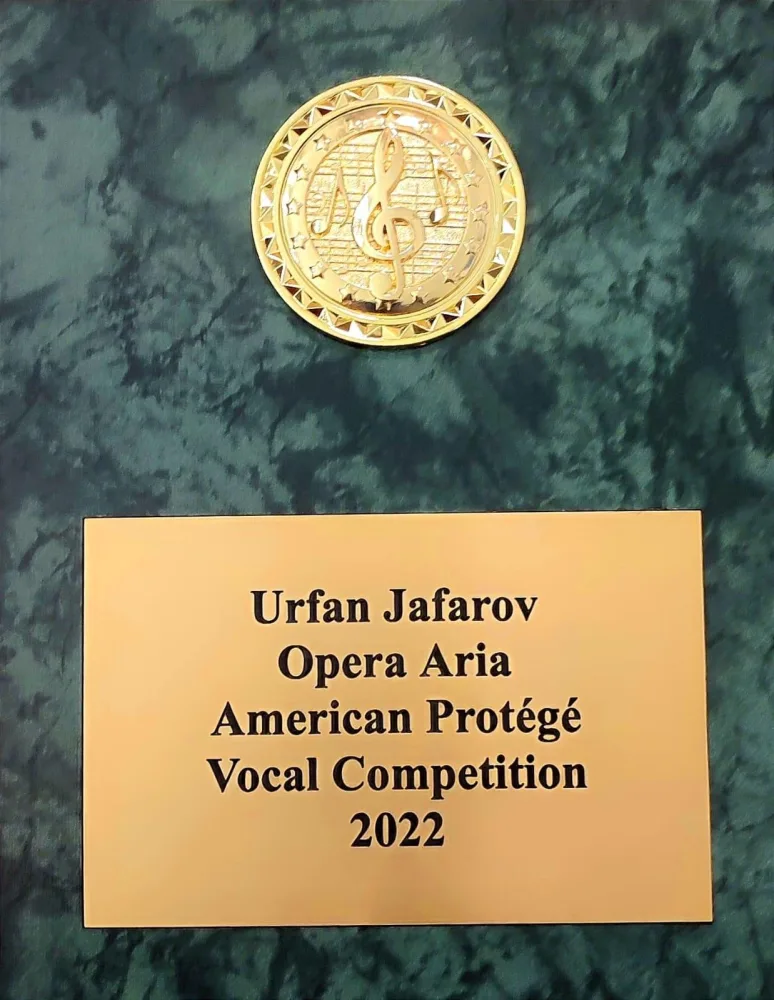 Urfan Jafarov
Opera Aria
American Protégé
Vocal Competition
2022